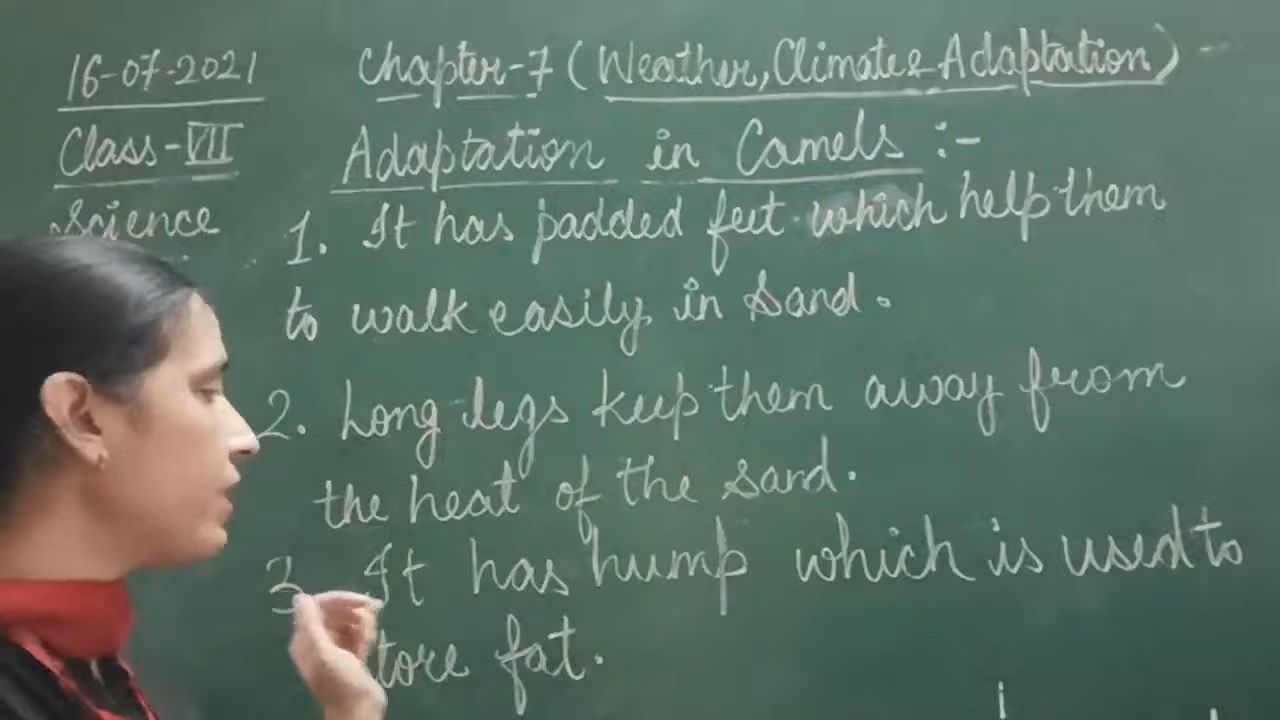 16-07-2021
Chapter-7 (Weather, Climate & Adaptation)
Class-VII
Adaptation in Camels :-
Science
1. It has padded feet which help them
to walk easily in sand.
2. Long legs keep them away from
the heat of the sand.
3. It has hump which is used to
tore fat.